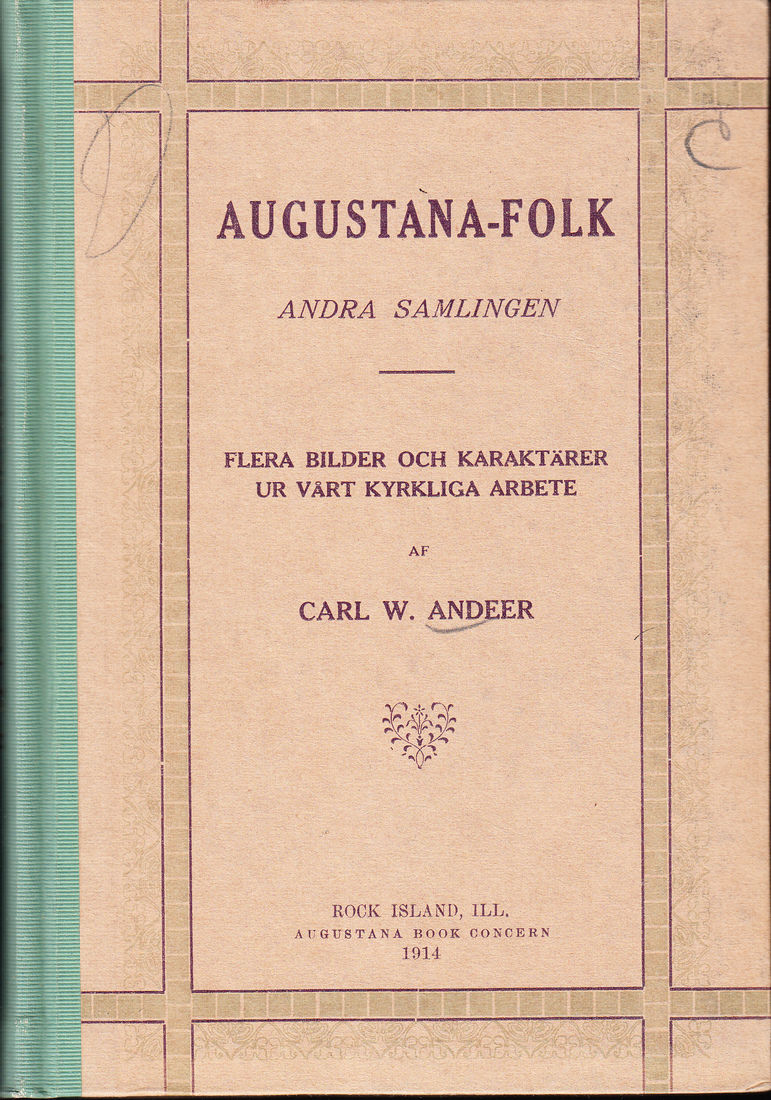 AUGUSTANA-FOLK
ANDRA SAMLINGEN
FLERA BILDER OCH KARAKTÄRER
UR VÅRT KYRKLIGA ARBETE
AF
CARL W. ANDEER
ROCK ISLAND, ILL.
AUGUSTANA BOOK CONCERN
1914